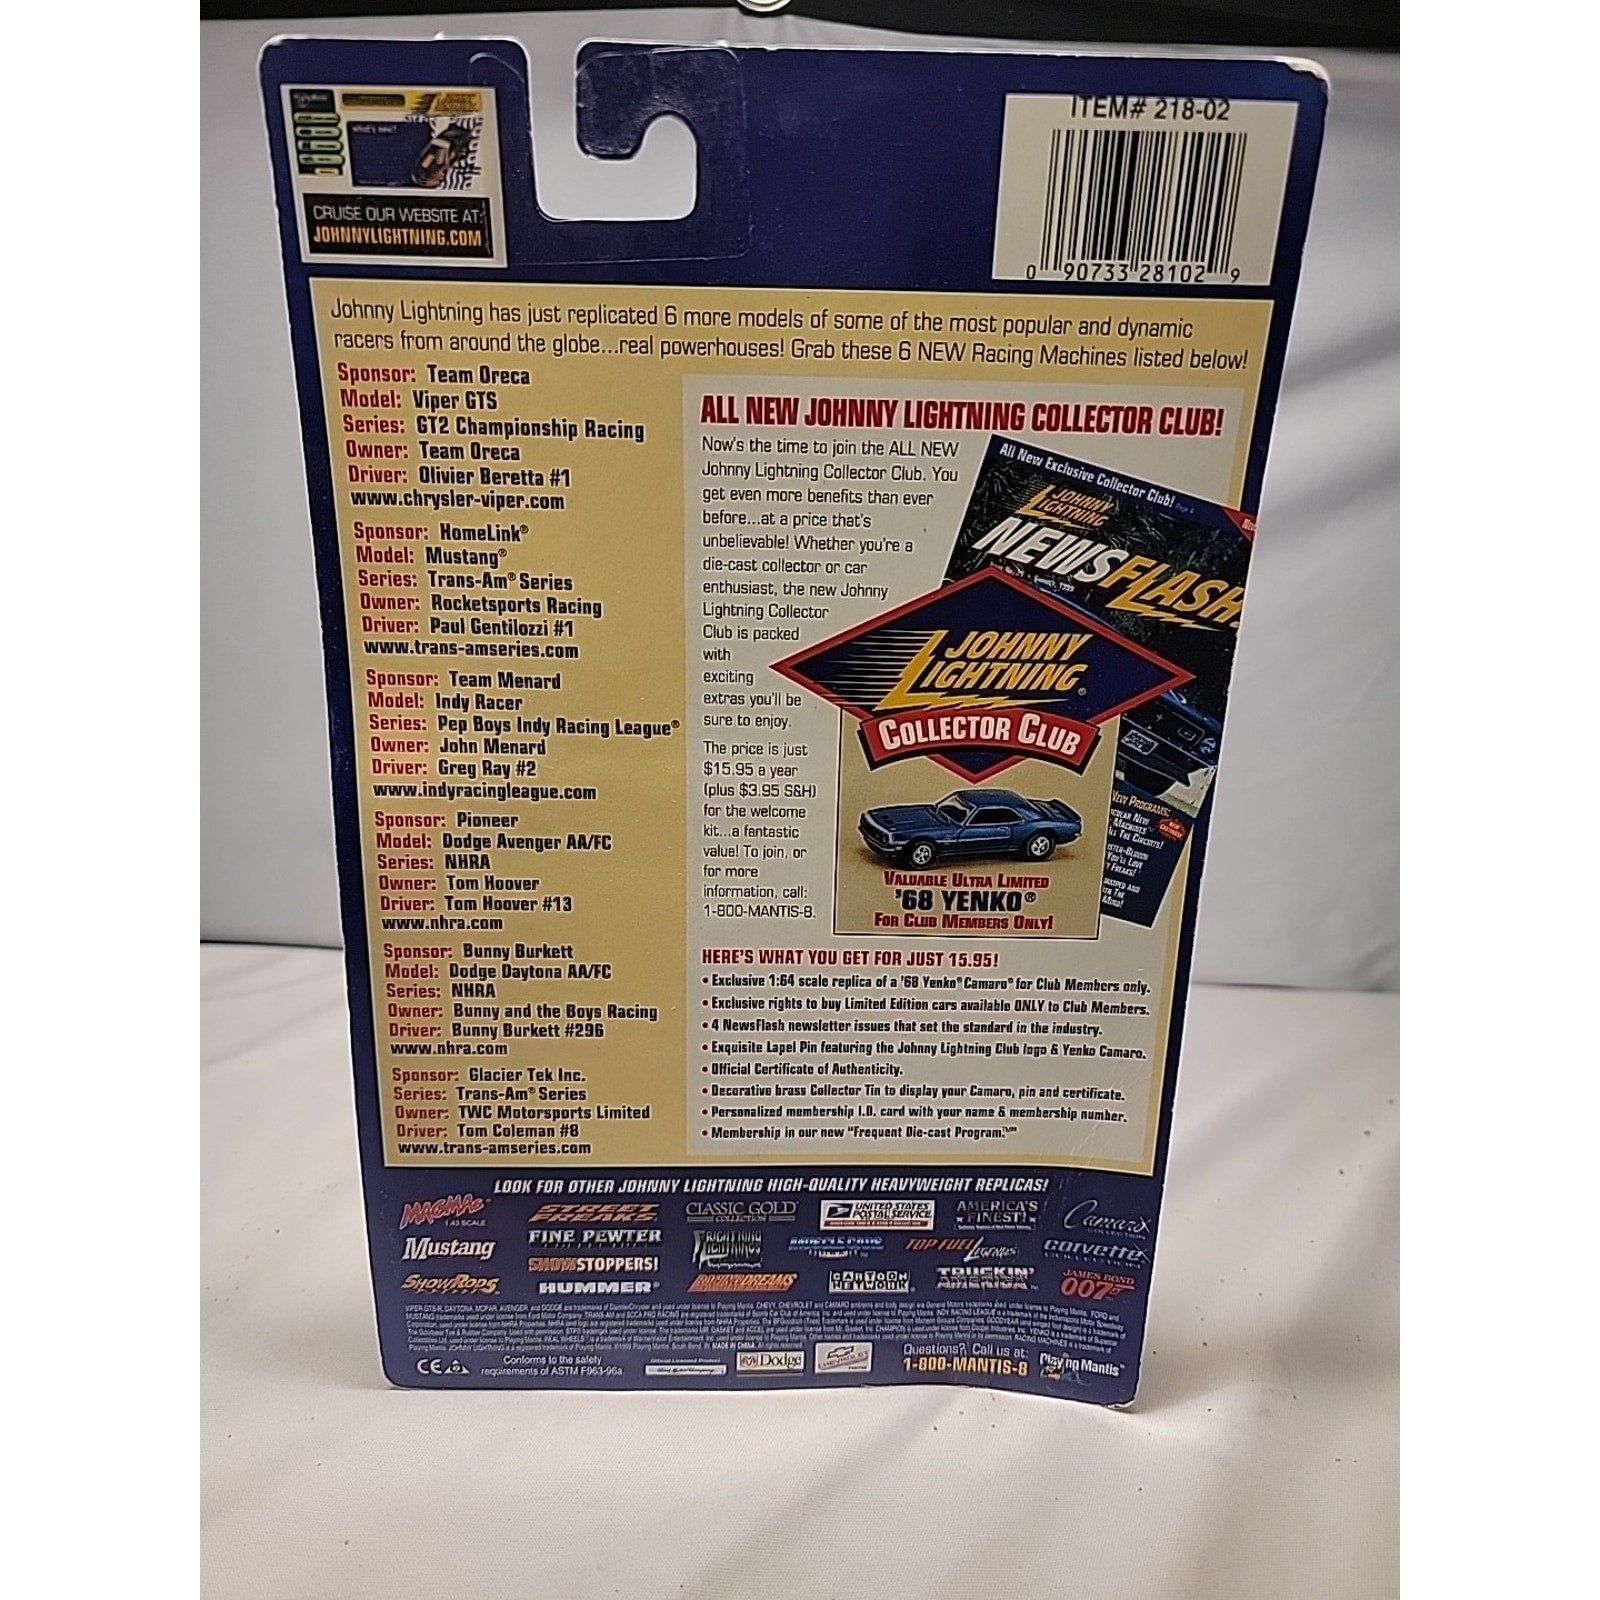 what's new?
CRUISE OUR WEBSITE AT:
JOHNNYLIGHTNING.COM
ITEM# 218-02
0 90733 28102 9
Johnny Lightning has just replicated 6 more models of some of the most popular and dynamic
racers from around the globe...real powerhouses! Grab these 6 NEW Racing Machines listed below!
Sponsor: Team Oreca
Model: Viper GTS
Series: GT2 Championship Racing
Owner: Team Oreca
Driver: Olivier Beretta #1
www.chrysler-viper.com
Sponsor: HomeLink®
Model: Mustang®
Series: Trans-Am® Series
Owner: Rocketsports Racing
Driver: Paul Gentilozzi #1
www.trans-amseries.com
Sponsor: Team Menard
Model: Indy Racer
Series: Pep Boys Indy Racing League®
Owner: John Menard
Driver: Greg Ray #2
www.indyracingleague.com
Sponsor: Pioneer
Model: Dodge Avenger AA/FC
Series: NHRA
Owner: Tom Hoover
Driver: Tom Hoover #13
www.nhra.com
Sponsor: Bunny Burkett
Model: Dodge Daytona AA/FC
Series: NHRA
Owner: Bunny and the Boys Racing
Driver: Bunny Burkett #296
www.nhra.com
Sponsor: Glacier Tek Inc.
Series: Trans-Am® Series
Owner: TWC Motorsports Limited
Driver: Tom Coleman #8
www.trans-amseries.com
ALL NEW JOHNNY LIGHTNING COLLECTOR CLUB!
Now's the time to join the ALL NEW
Johnny Lightning Collector Club. You
get even more benefits than ever
before...at a price that's
unbelievable! Whether you're a
die-cast collector or car
enthusiast, the new Johnny
Lightning Collector
Club is packed
with
exciting
extras you'll be
sure to enjoy.
The price is just
$15.95 a year
(plus $3.95 S&H)
for the welcome
kit...a fantastic
value! To join, or
for more
information, call:
1-800-MANTIS-8.
All New Exclusive Collector Club! Page 4
JOHNNY
LIGHTNING
NEWSFLASH
JOHNNY
LIGHTNING®
COLLECTOR CLUB
NEW PROGRAMS:
VALUABLE ULTRA LIMITED
'68 YENKO®
FOR CLUB MEMBERS ONLY!
HERE'S WHAT YOU GET FOR JUST 15.95!
• Exclusive 1:64 scale replica of a '68 Yenko® Camaro® for Club Members only.
• Exclusive rights to buy Limited Edition cars available ONLY to Club Members.
• 4 NewsFlash newsletter issues that set the standard in the industry.
• Exquisite Lapel Pin featuring the Johnny Lightning Club logo & Yenko Camaro.
• Official Certificate of Authenticity.
• Decorative brass Collector Tin to display your Camaro, pin and certificate.
• Personalized membership I.D. card with your name & membership number.
• Membership in our new "Frequent Die-cast Program."℠
LOOK FOR OTHER JOHNNY LIGHTNING HIGH-QUALITY HEAVYWEIGHT REPLICAS!
MAGMAS 1:43 SCALE
STREET FREAKS
CLASSIC GOLD COLLECTION
UNITED STATES POSTAL SERVICE
AMERICA'S FINEST!
Camaro COLLECTION
Mustang
FINE PEWTER
FRIGHTNING LIGHTNINGS
MUSCLE CARS
TOP FUEL LEGENDS
Corvette
SHOWRODS
SHOWSTOPPERS!
HUMMER®
RACING DREAMS
CARTOON NETWORK
TRUCKIN' AMERICA
JAMES BOND 007
CE
Conforms to the safety
requirements of ASTM F963-96a.
Dodge
CHEVROLET
Questions? Call us at:
1-800-MANTIS-8
Playing Mantis